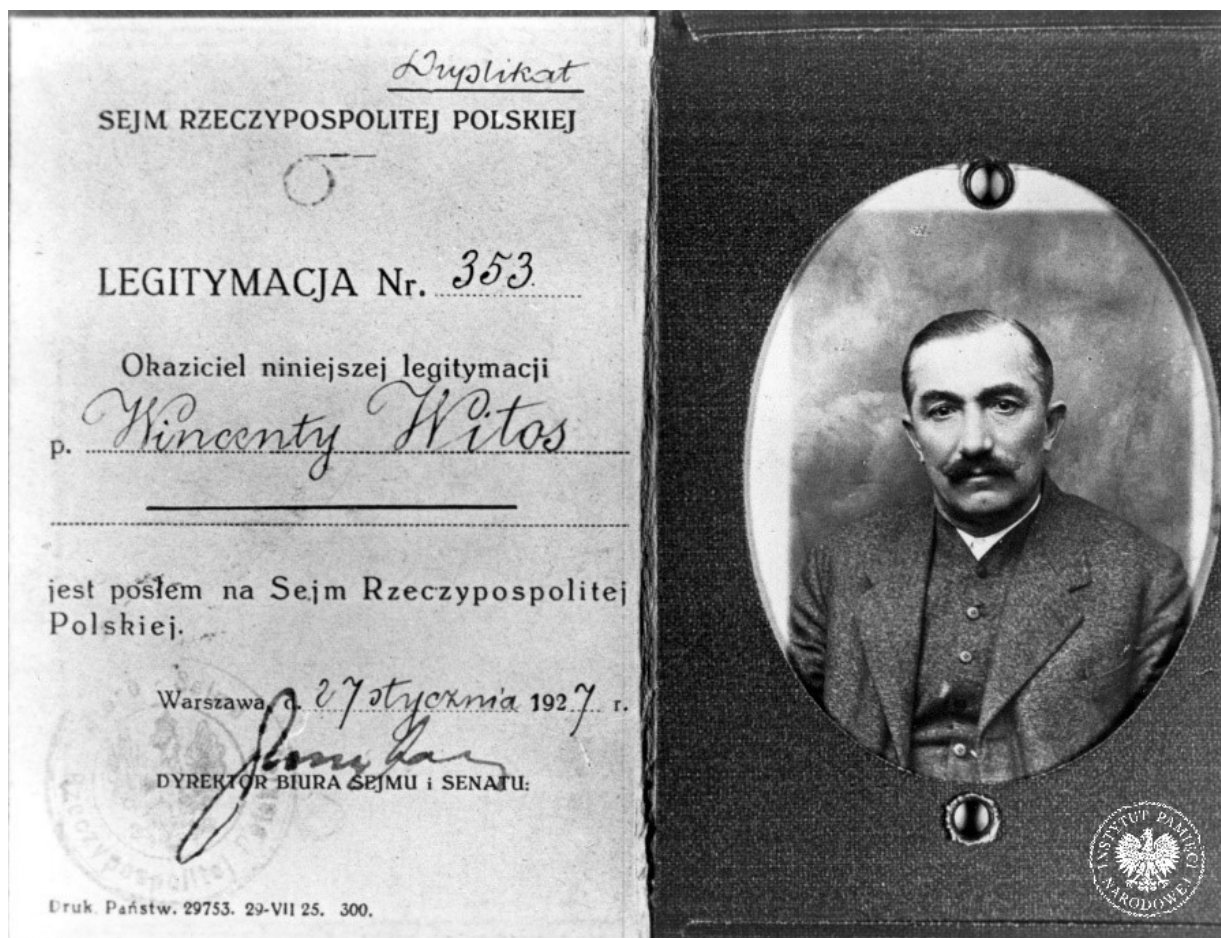 Duplikat
SEJM RZECZYPOSPOLITEJ POLSKIEJ
LEGITYMACJA Nr. 353.
Okaziciel niniejszej legitymacji
p. Wincenty Witos
jest posłem na Sejm Rzeczypospolitej
Polskiej.
Warszawa, d. 27 stycznia 1927 r.
DYREKTOR BIURA SEJMU i SENATU:
Rzeczypospolitej
Druk. Państw. 29753. 29-VII 25. 300.
INSTYTUT PAMIĘCI NARODOWEJ